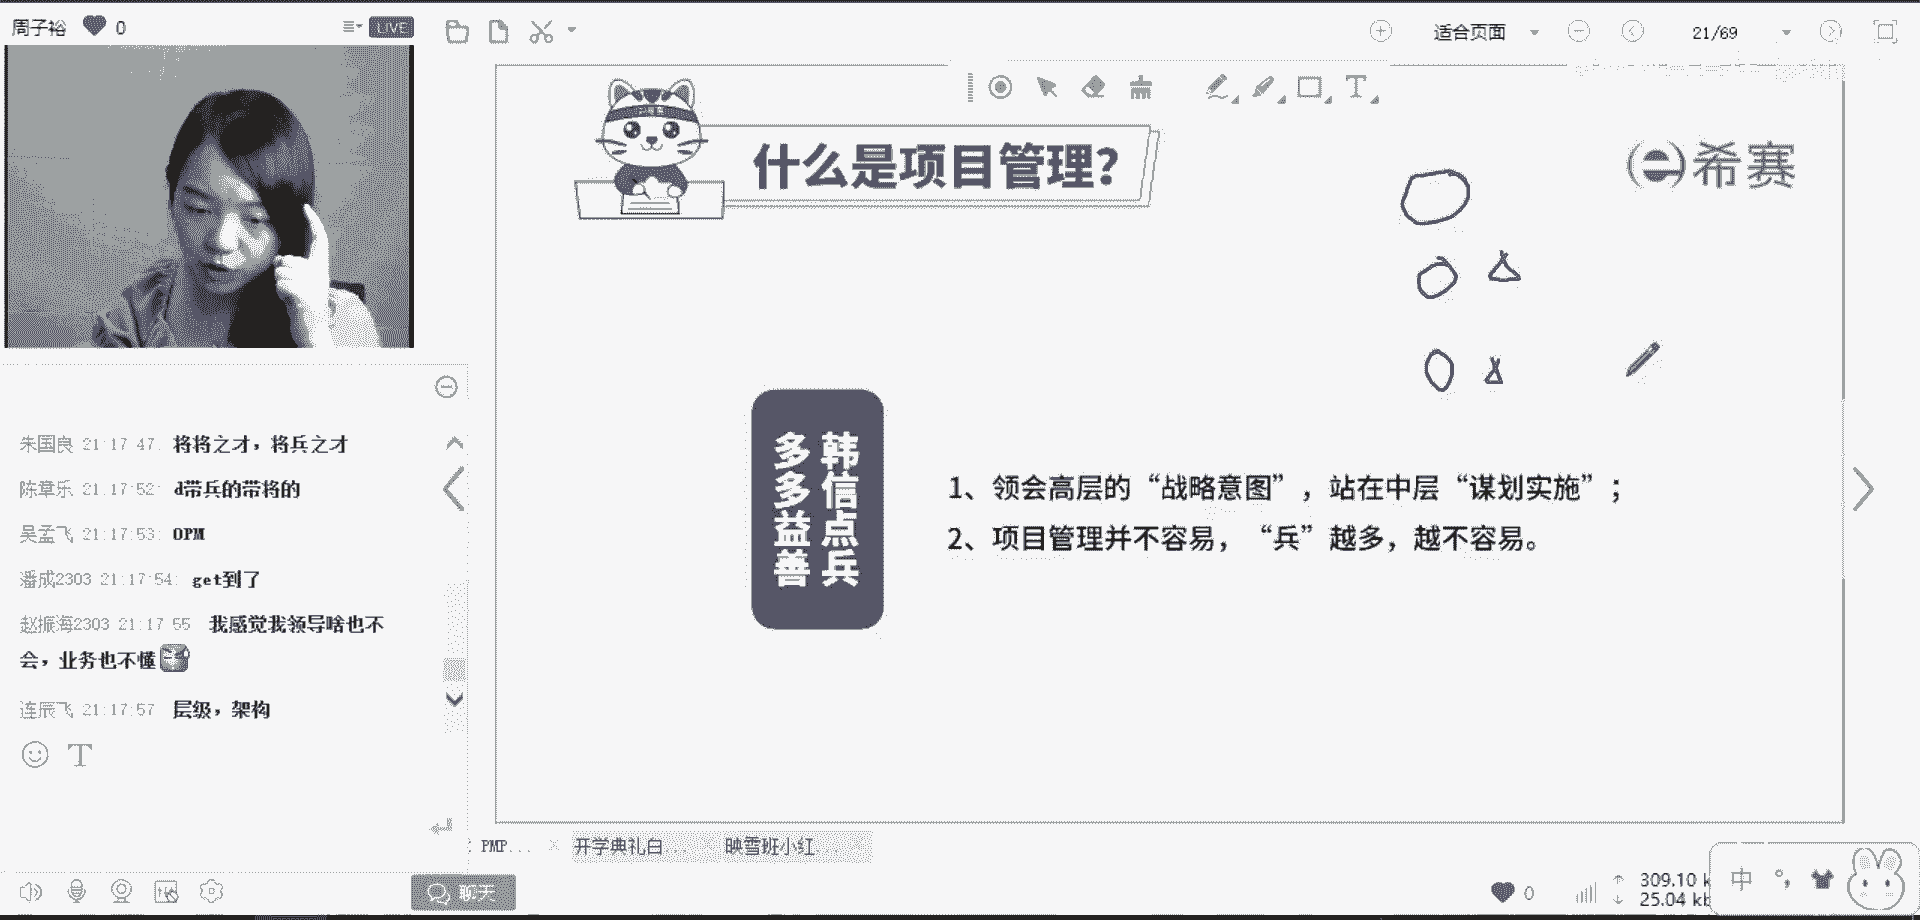 周子裕 0 LIVE
适合页面 21/69
什么是项目管理？
希赛
朱国良 21:17:47: 将将之才，将兵之才
陈章乐 21:17:52: d带兵的带将的
吴孟飞 21:17:53: OPM
潘成2303 21:17:54: get到了
赵振海2303 21:17:55 我感觉我领导啥也不
会，业务也不懂
连辰飞 21:17:57 层级，架构
韩信点兵
多多益善
1、领会高层的“战略意图”，站在中层“谋划实施”；
2、项目管理并不容易，“兵”越多，越不容易。
PMP... 开学典礼白... 映雪班小红...
聊天
0
309.10 k
25.04 kb
中